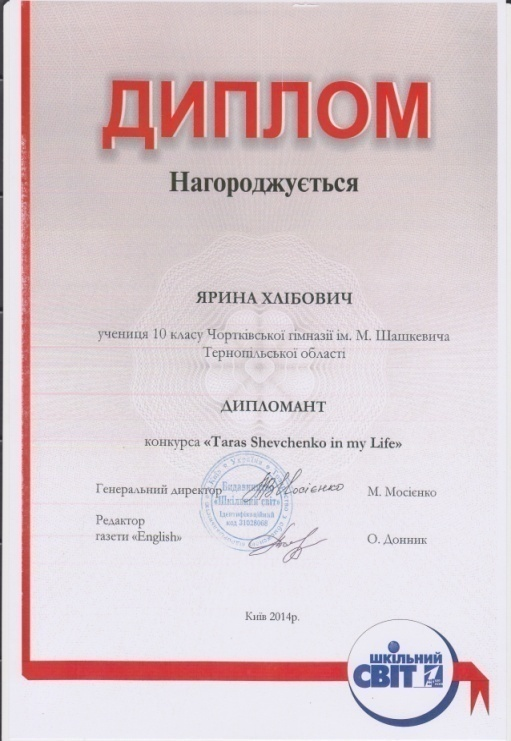 ДИПЛОМ
Нагороджується
ЯРИНА ХЛІБОВИЧ
учениця 10 класу Чортківської гімназії ім. М. Шашкевича
Тернопільської області
ДИПЛОМАНТ
конкурса «Taras Shevchenko in my Life»
Генеральний директор М. Мосієнко
Редактор
газети «English» О. Донник
Видавництво
«Шкільний світ»
Ідентифікаційний
код 31028008
Київ 2014р.
ШКІЛЬНИЙ
СВІТ